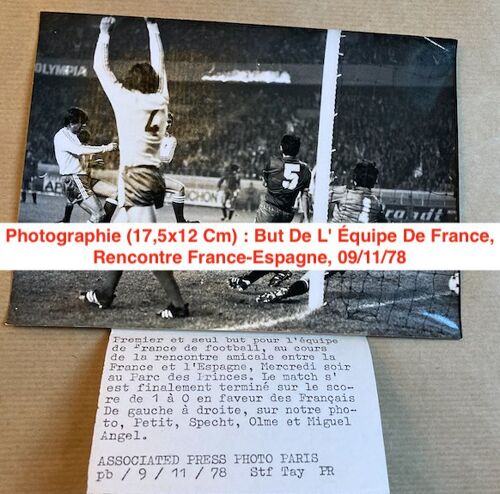 OLYMPIA
4
5
Photographie (17,5x12 Cm) : But De L' Équipe De France,
Rencontre France-Espagne, 09/11/78
Premier et seul but pour l'équipe
de France de football, au cours
de la rencontre amicale entre la
France et l'Espagne, Mercredi soir
au Parc des Princes. Le match s'
est finalement terminé sur le sco-
re de 1 à 0 en faveur des Français
De gauche à droite, sur notre pho-
to, Petit, Specht, Olme et Miguel
Angel.
ASSOCIATED PRESS PHOTO PARIS
pb / 9 / 11 / 78 Stf Tay PR